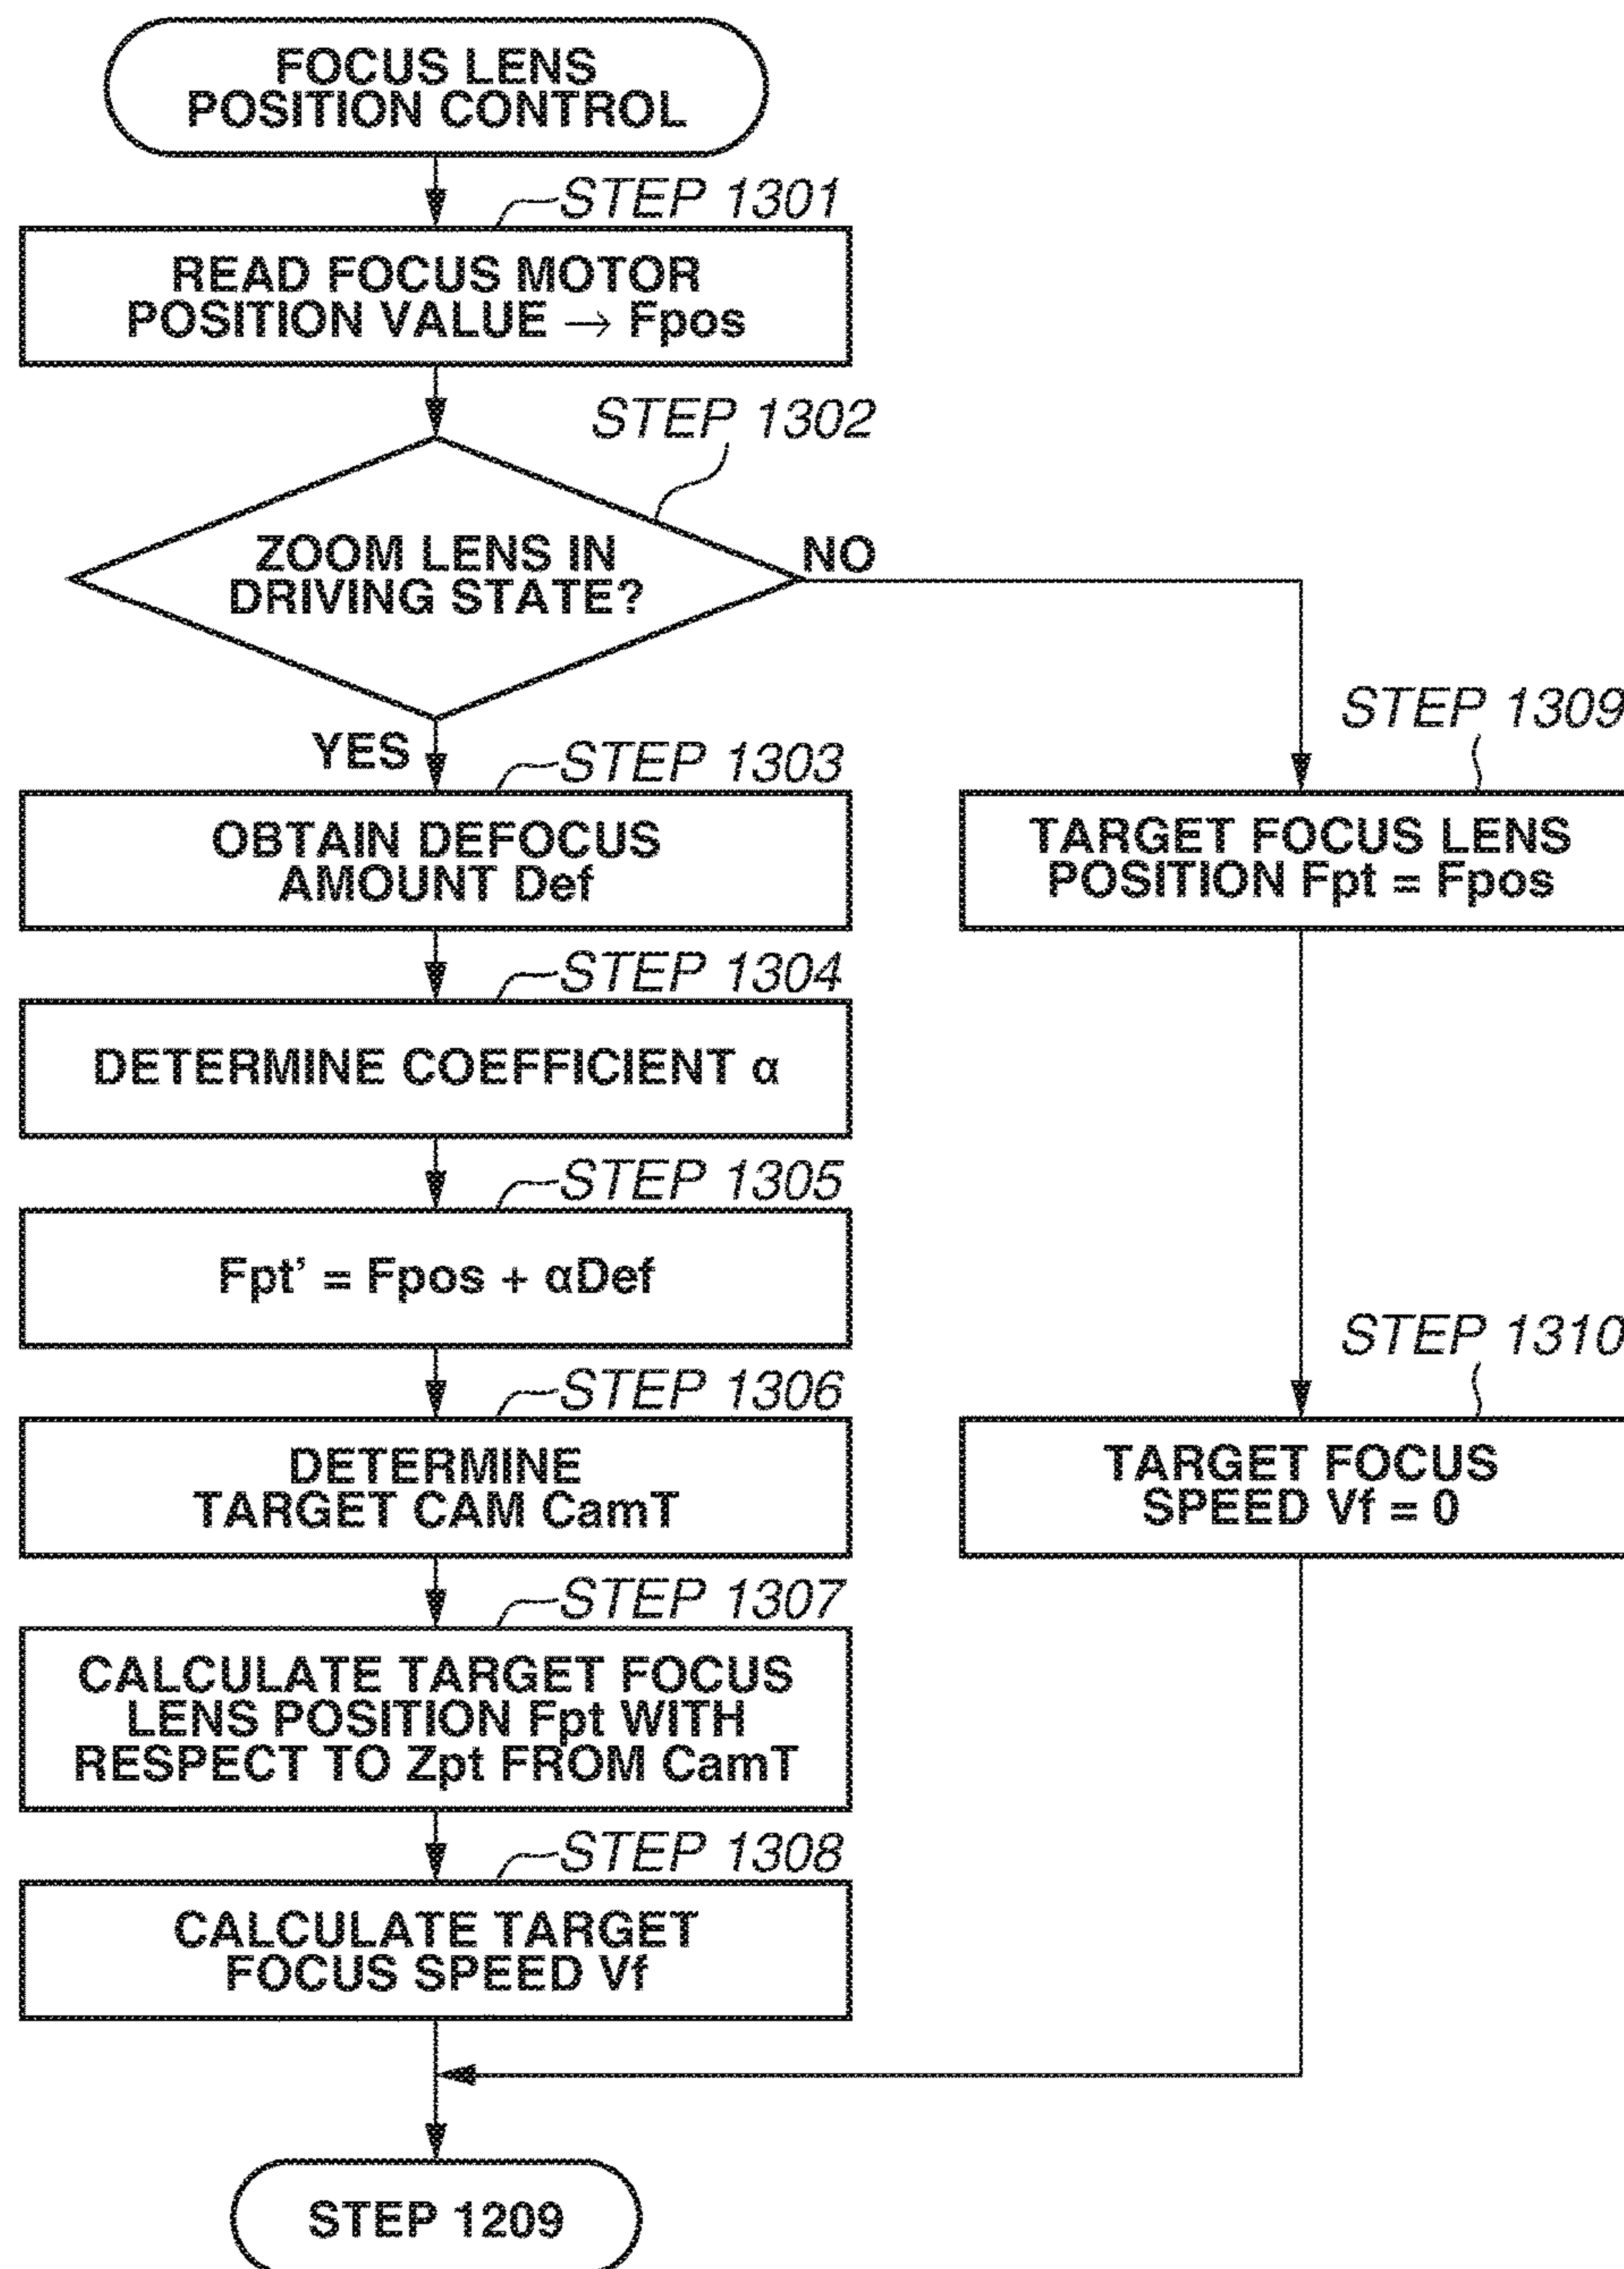 FOCUS LENS
POSITION CONTROL
STEP 1301
READ FOCUS MOTOR
POSITION VALUE → Fpos
STEP 1302
ZOOM LENS IN
DRIVING STATE?
NO
YES
STEP 1303
OBTAIN DEFOCUS
AMOUNT Def
STEP 1304
DETERMINE COEFFICIENT α
STEP 1305
Fpt’ = Fpos + αDef
STEP 1306
DETERMINE
TARGET CAM CamT
STEP 1307
CALCULATE TARGET FOCUS
LENS POSITION Fpt WITH
RESPECT TO Zpt FROM CamT
STEP 1308
CALCULATE TARGET
FOCUS SPEED Vf
STEP 1309
TARGET FOCUS LENS
POSITION Fpt = Fpos
STEP 1310
TARGET FOCUS
SPEED Vf = 0
STEP 1209